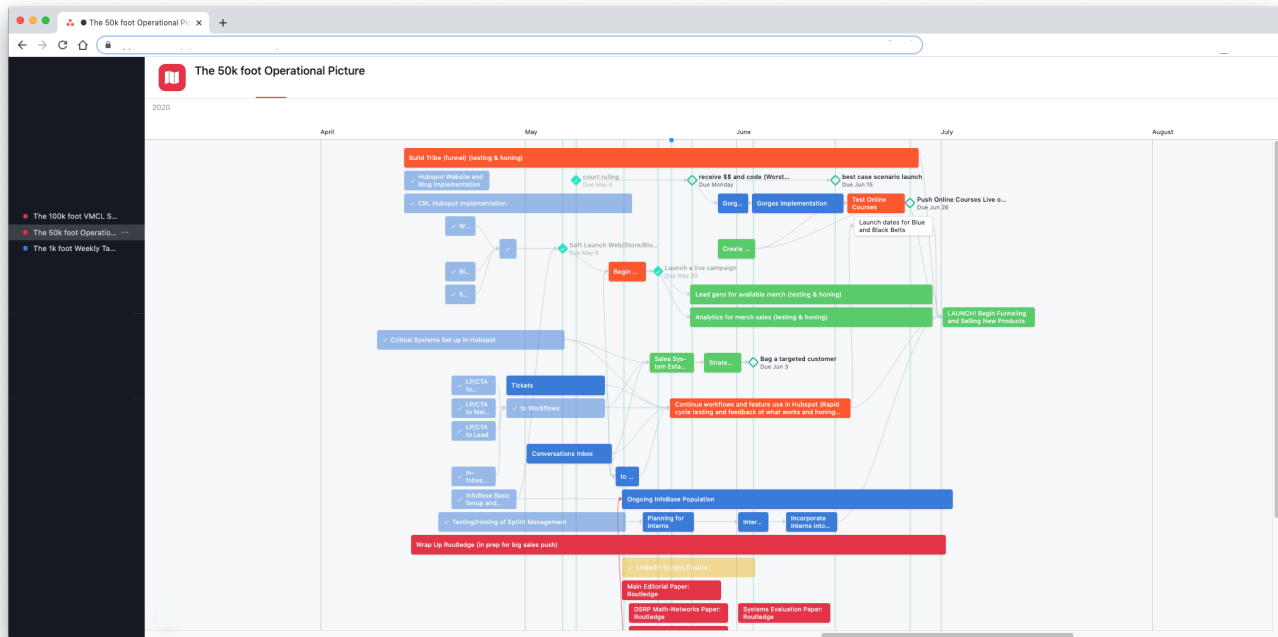 The 50k foot Operational Pic
The 50k foot Operational Picture
2020
April
May
June
July
August
The 100k foot VMCL S...
The 50k foot Operatio...
The 1k foot Weekly Ta...
Build Tribe (funnel) (testing & honing)
Hubspot Website and
Blog Implementation
court ruling
Due May 8
receive $$ and code (Worst...
Due Monday
best case scenario launch
Due Jun 15
CRL Hubspot Implementation
Gorg...
Gorges Implementation
Test Online
Courses
Push Online Courses Live o...
Due Jun 26
Launch dates for Blue
and Black Belts
W...
Soft Launch Web/Store/Blo...
Due May 6
Create ...
Bl...
S...
Begin ...
Launch a live campaign
Due May 20
Lead gens for available merch (testing & honing)
Analytics for merch sales (testing & honing)
LAUNCH! Begin Funneling
and Selling New Products
Critical Systems Set up in Hubspot
Sales Sys-
tem Esta...
Strate...
Bag a targeted customer
Due Jun 3
LP/CTA
to...
Tickets
LP/CTA
to Mai...
to Workflows
Continue workflows and feature use in Hubspot (Rapid
cycle testing and feedback of what works and honing...
LP/CTA
to Lead
Conversations Inbox
In-
fobas...
to ...
InfoBase Basic
Setup and...
Ongoing InfoBase Population
Testing/Honing of Sprint Management
Planning for
Interns
Inter...
Incorporate
Interns into...
Wrap Up Routledge (in prep for big sales push)
LinkedIn Scripts finalize
Main Editorial Paper:
Routledge
DSRP Math-Networks Paper:
Routledge
Systems Evaluation Paper:
Routledge